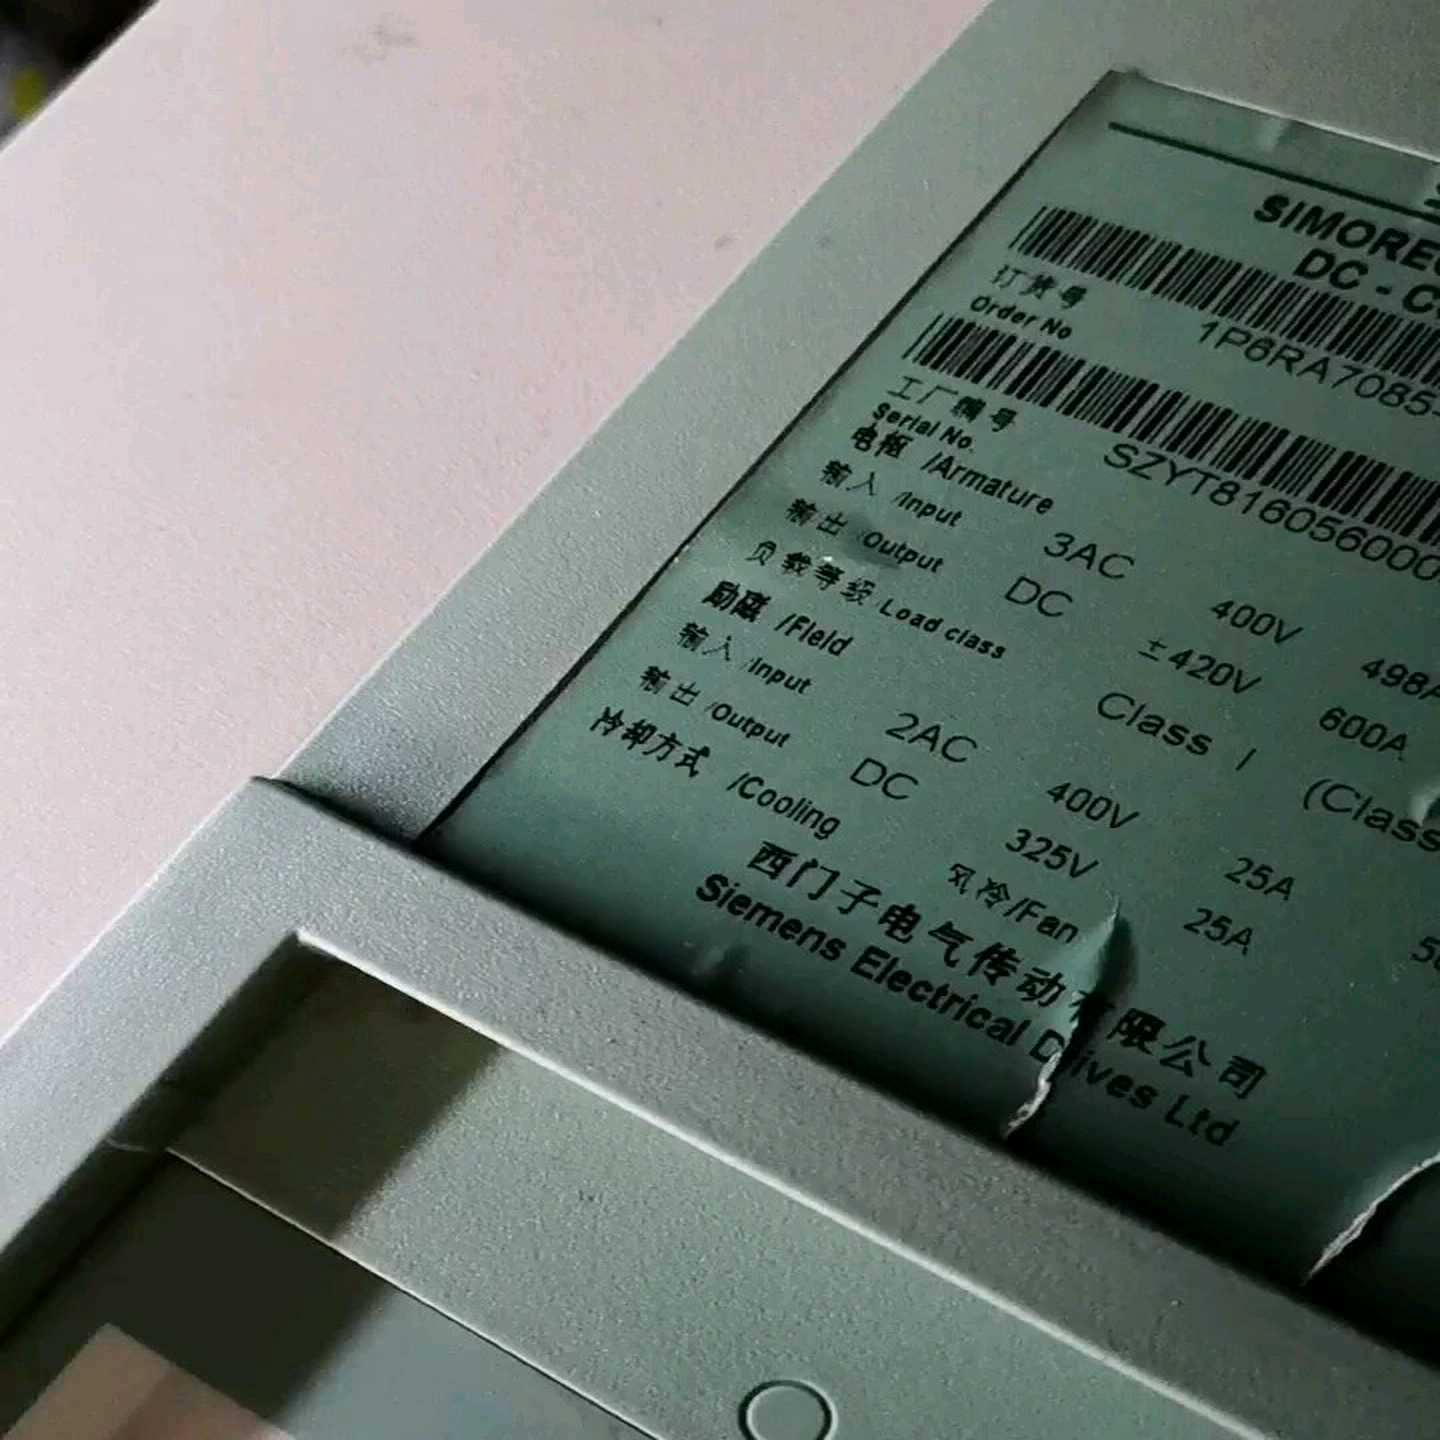 SIMOREG
DC - C
订货号
Order No 1P6RA7085-
工厂编号
Serial No. SZYT8160560000
电枢 /Armature
输入 /Input 3AC 400V 498A
输出 /Output DC ±420V 600A
负载等级 Load class Class I (Class
励磁 /Field
输入 /Input 2AC 400V 25A
输出 /Output DC 325V 25A
冷却方式 /Cooling 风冷/Fan
西门子电气传动有限公司
Siemens Electrical Drives Ltd